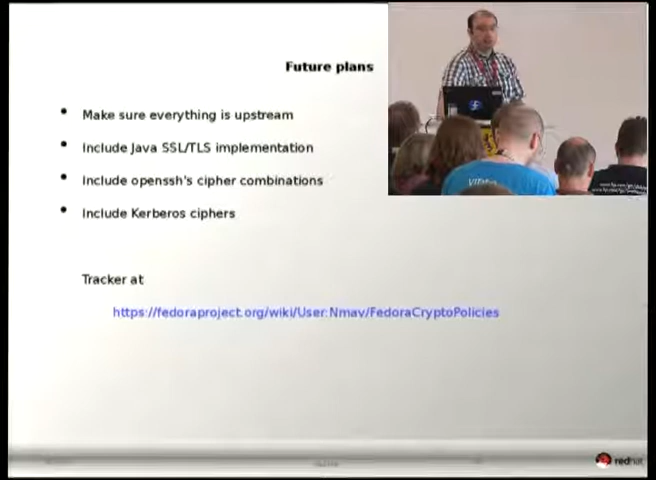 Future plans
Make sure everything is upstream
Include Java SSL/TLS implementation
Include openssh's cipher combinations
Include Kerberos ciphers
Tracker at
https://fedoraproject.org/wiki/User:Nmav/FedoraCryptoPolicies
redhat